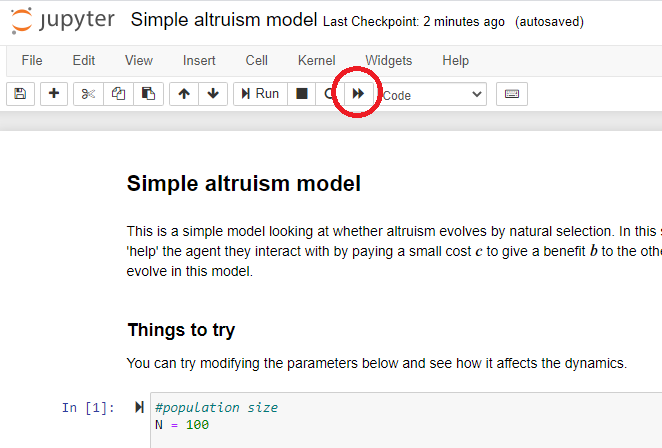 jupyter Simple altruism model Last Checkpoint: 2 minutes ago (autosaved)
File Edit View Insert Cell Kernel Widgets Help
Run Code
Simple altruism model
This is a simple model looking at whether altruism evolves by natural selection. In this
'help' the agent they interact with by paying a small cost c to give a benefit b to the
evolve in this model.
Things to try
You can try modifying the parameters below and see how it affects the dynamics.
In [1]: #population size
N = 100